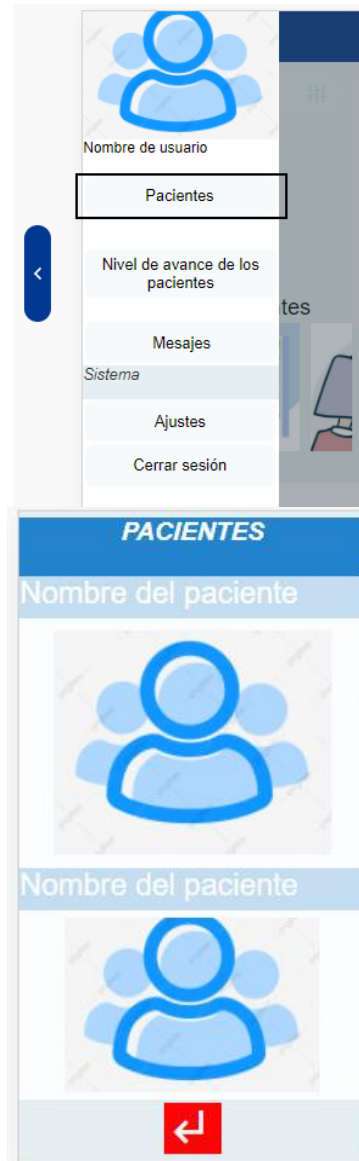 Nombre de usuario
Pacientes
Nivel de avance de los
pacientes
tes
Mesajes
Sistema
Ajustes
Cerrar sesión
PACIENTES
Nombre del paciente
Nombre del paciente